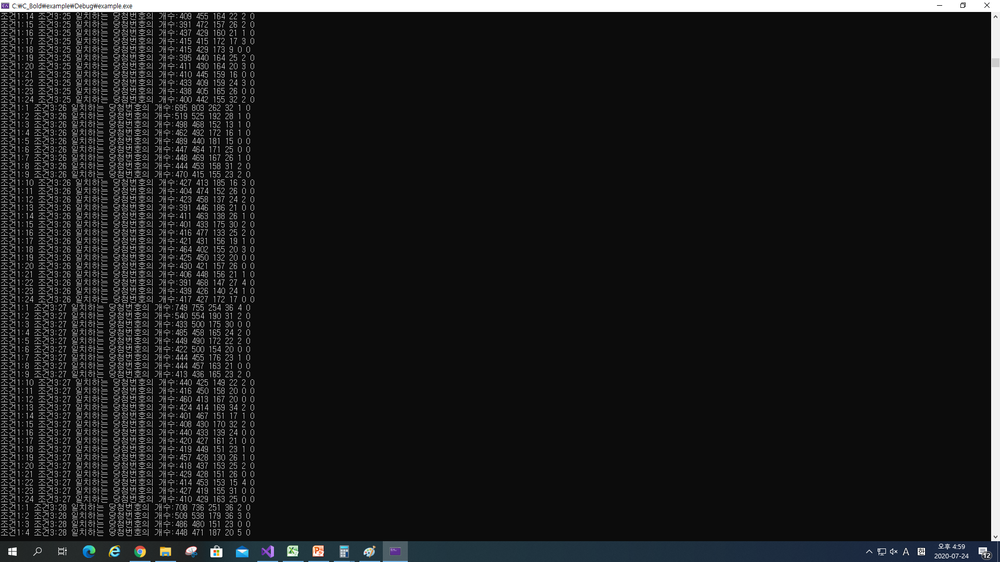 C:\C_Bold\example\Debug\example.exe
조건1:14 조건3:25 일치하는 당첨번호의 개수:409 455 164 22 2 0
조건1:15 조건3:25 일치하는 당첨번호의 개수:391 472 157 26 2 0
조건1:16 조건3:25 일치하는 당첨번호의 개수:437 429 160 21 1 0
조건1:17 조건3:25 일치하는 당첨번호의 개수:415 415 172 17 3 0
조건1:18 조건3:25 일치하는 당첨번호의 개수:415 429 173 9 0 0
조건1:19 조건3:25 일치하는 당첨번호의 개수:395 440 164 25 2 0
조건1:20 조건3:25 일치하는 당첨번호의 개수:411 430 164 20 3 0
조건1:21 조건3:25 일치하는 당첨번호의 개수:410 445 159 16 0 0
조건1:22 조건3:25 일치하는 당첨번호의 개수:433 409 159 24 3 0
조건1:23 조건3:25 일치하는 당첨번호의 개수:438 405 165 26 0 0
조건1:24 조건3:25 일치하는 당첨번호의 개수:400 442 155 32 2 0
조건1:1 조건3:26 일치하는 당첨번호의 개수:695 803 262 32 1 0
조건1:2 조건3:26 일치하는 당첨번호의 개수:519 525 192 28 1 0
조건1:3 조건3:26 일치하는 당첨번호의 개수:498 468 152 13 1 0
조건1:4 조건3:26 일치하는 당첨번호의 개수:462 492 172 16 1 0
조건1:5 조건3:26 일치하는 당첨번호의 개수:489 440 181 15 0 0
조건1:6 조건3:26 일치하는 당첨번호의 개수:447 464 171 25 0 0
조건1:7 조건3:26 일치하는 당첨번호의 개수:448 469 167 26 1 0
조건1:8 조건3:26 일치하는 당첨번호의 개수:444 453 158 31 2 0
조건1:9 조건3:26 일치하는 당첨번호의 개수:470 415 155 23 2 0
조건1:10 조건3:26 일치하는 당첨번호의 개수:427 413 185 16 3 0
조건1:11 조건3:26 일치하는 당첨번호의 개수:404 474 152 26 0 0
조건1:12 조건3:26 일치하는 당첨번호의 개수:423 458 137 24 2 0
조건1:13 조건3:26 일치하는 당첨번호의 개수:391 446 186 21 0 0
조건1:14 조건3:26 일치하는 당첨번호의 개수:411 463 138 26 1 0
조건1:15 조건3:26 일치하는 당첨번호의 개수:401 433 175 30 2 0
조건1:16 조건3:26 일치하는 당첨번호의 개수:416 477 133 25 2 0
조건1:17 조건3:26 일치하는 당첨번호의 개수:421 431 156 19 1 0
조건1:18 조건3:26 일치하는 당첨번호의 개수:464 402 155 20 3 0
조건1:19 조건3:26 일치하는 당첨번호의 개수:425 450 132 20 0 0
조건1:20 조건3:26 일치하는 당첨번호의 개수:430 421 157 26 0 0
조건1:21 조건3:26 일치하는 당첨번호의 개수:406 448 156 21 1 0
조건1:22 조건3:26 일치하는 당첨번호의 개수:391 468 147 27 4 0
조건1:23 조건3:26 일치하는 당첨번호의 개수:439 426 140 24 1 0
조건1:24 조건3:26 일치하는 당첨번호의 개수:417 427 172 17 0 0
조건1:1 조건3:27 일치하는 당첨번호의 개수:749 755 254 36 4 0
조건1:2 조건3:27 일치하는 당첨번호의 개수:540 554 190 31 2 0
조건1:3 조건3:27 일치하는 당첨번호의 개수:433 500 175 30 0 0
조건1:4 조건3:27 일치하는 당첨번호의 개수:485 458 165 24 2 0
조건1:5 조건3:27 일치하는 당첨번호의 개수:449 490 172 22 2 0
조건1:6 조건3:27 일치하는 당첨번호의 개수:422 500 154 20 0 0
조건1:7 조건3:27 일치하는 당첨번호의 개수:444 455 176 23 1 0
조건1:8 조건3:27 일치하는 당첨번호의 개수:444 457 163 21 0 0
조건1:9 조건3:27 일치하는 당첨번호의 개수:413 436 165 23 2 0
조건1:10 조건3:27 일치하는 당첨번호의 개수:440 425 149 22 2 0
조건1:11 조건3:27 일치하는 당첨번호의 개수:416 450 158 20 0 0
조건1:12 조건3:27 일치하는 당첨번호의 개수:460 413 167 20 0 0
조건1:13 조건3:27 일치하는 당첨번호의 개수:424 414 169 34 2 0
조건1:14 조건3:27 일치하는 당첨번호의 개수:401 467 151 17 1 0
조건1:15 조건3:27 일치하는 당첨번호의 개수:408 430 170 32 2 0
조건1:16 조건3:27 일치하는 당첨번호의 개수:440 433 139 24 0 0
조건1:17 조건3:27 일치하는 당첨번호의 개수:420 427 161 21 0 0
조건1:18 조건3:27 일치하는 당첨번호의 개수:419 449 151 23 1 0
조건1:19 조건3:27 일치하는 당첨번호의 개수:457 428 130 26 1 0
조건1:20 조건3:27 일치하는 당첨번호의 개수:418 437 153 25 2 0
조건1:21 조건3:27 일치하는 당첨번호의 개수:429 428 151 26 0 0
조건1:22 조건3:27 일치하는 당첨번호의 개수:414 453 153 15 4 0
조건1:23 조건3:27 일치하는 당첨번호의 개수:427 419 155 31 0 0
조건1:24 조건3:27 일치하는 당첨번호의 개수:410 429 163 25 0 0
조건1:1 조건3:28 일치하는 당첨번호의 개수:708 736 251 36 2 0
조건1:2 조건3:28 일치하는 당첨번호의 개수:509 538 179 36 3 0
조건1:3 조건3:28 일치하는 당첨번호의 개수:486 480 151 23 0 0
조건1:4 조건3:28 일치하는 당첨번호의 개수:448 471 187 20 5 0
A 한 오후 4:59
2020-07-24
12